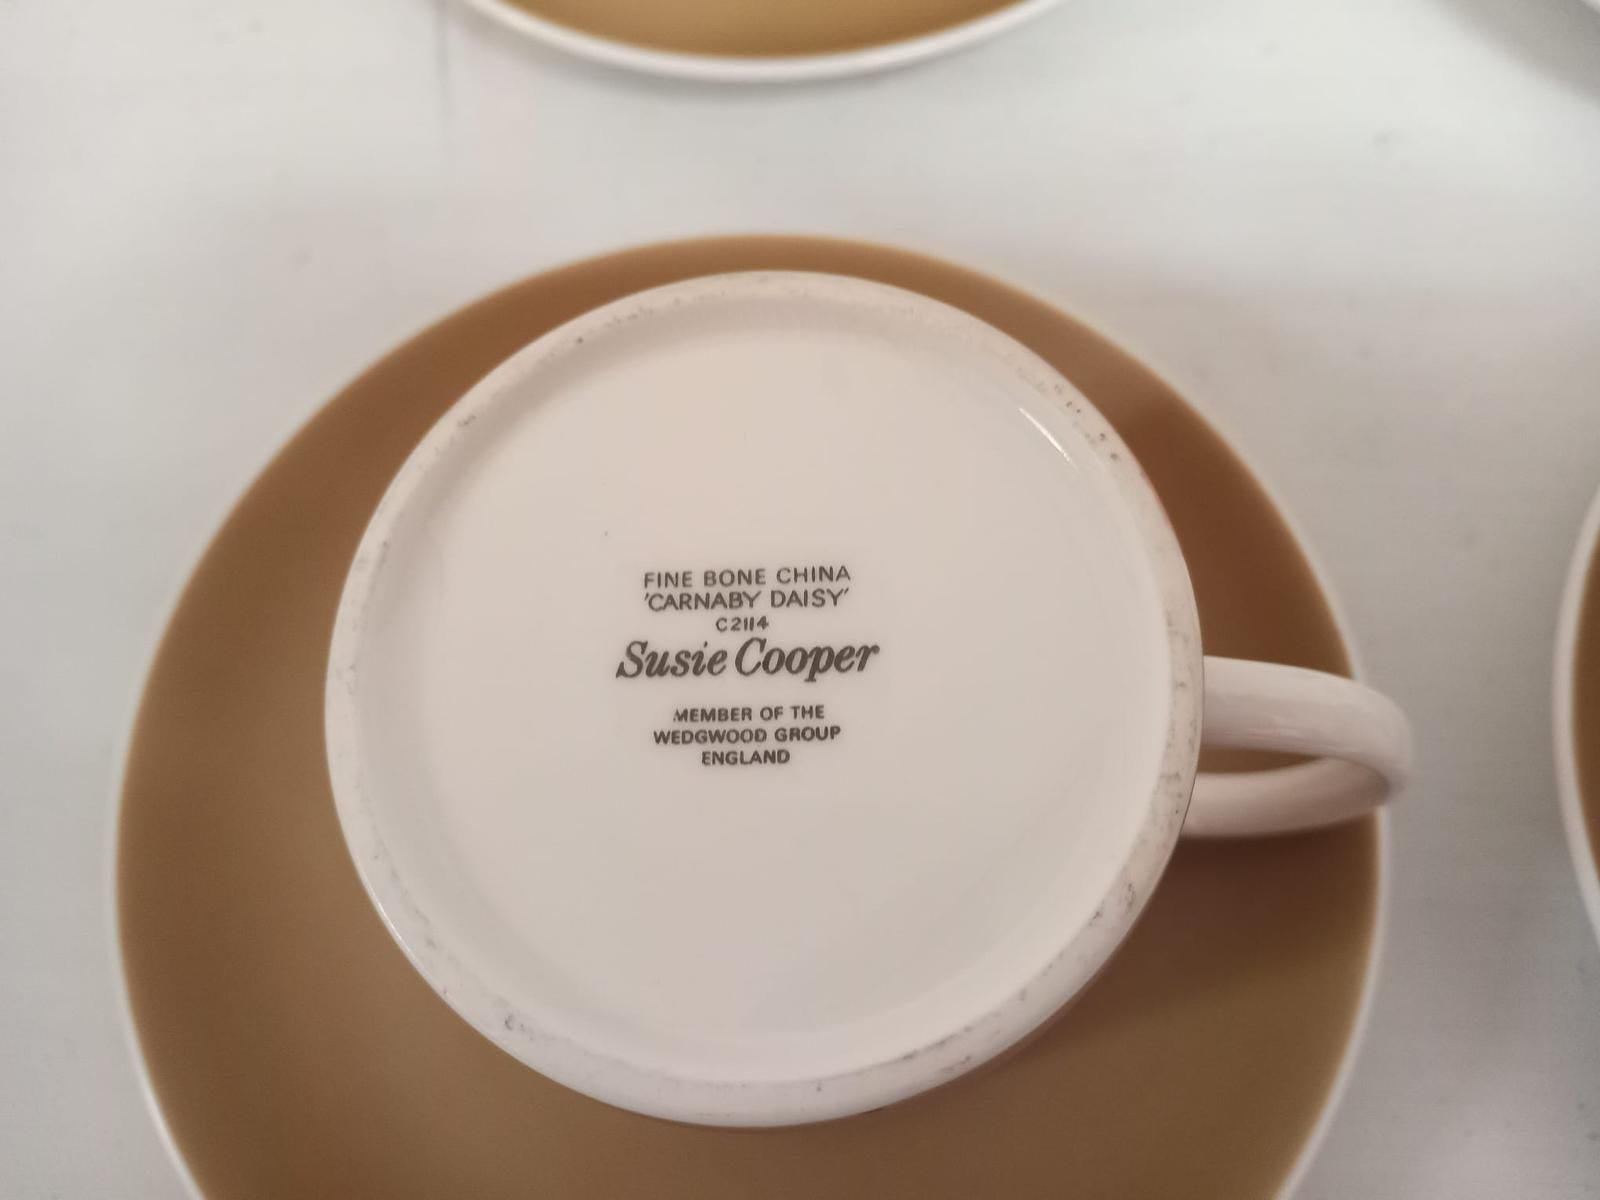 FINE BONE CHINA
'CARNABY DAISY'
C2114
Susie Cooper
MEMBER OF THE
WEDGWOOD GROUP
ENGLAND